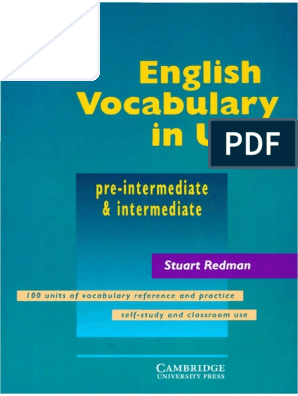 English
Vocabulary
in U
PDF
pre-intermediate
& intermediate
Stuart Redman
100 units of vocabulary reference and practice
self-study and classroom use
CAMBRIDGE
UNIVERSITY PRESS